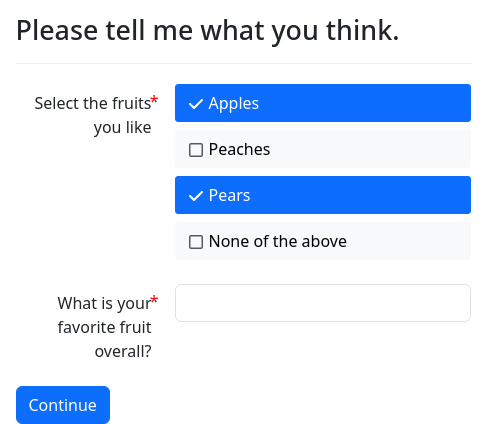 Please tell me what you think.
Select the fruits*
you like
Apples
Peaches
Pears
None of the above
What is your*
favorite fruit
overall?
Continue